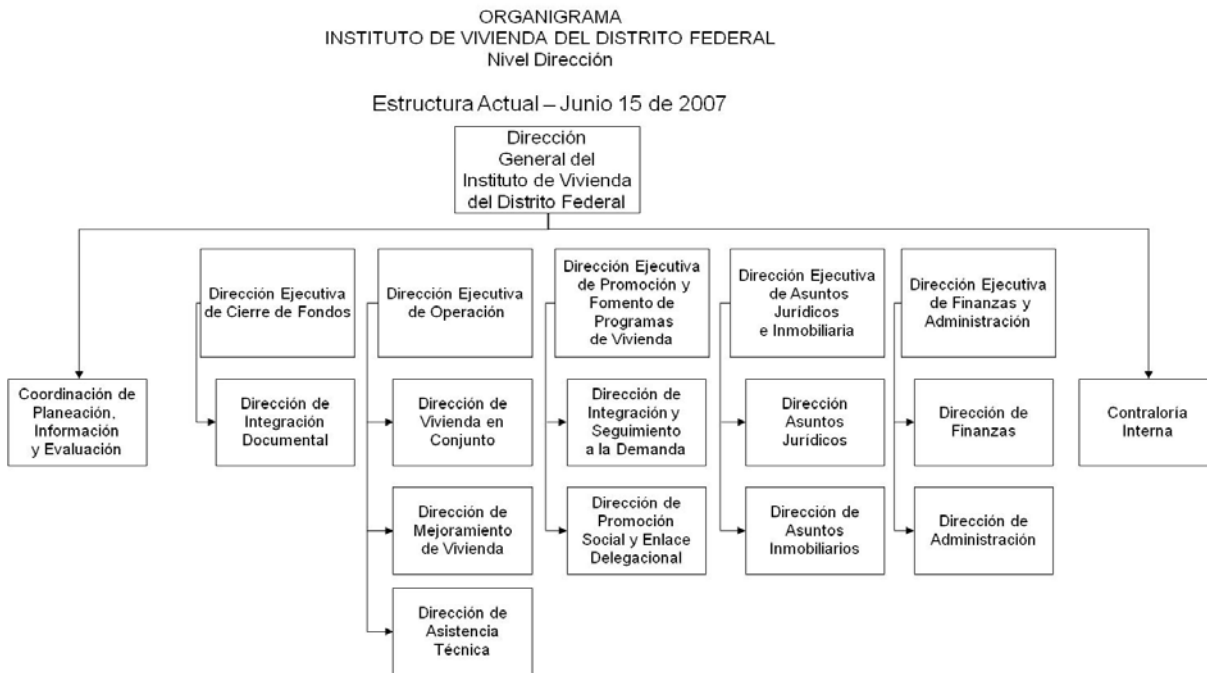 ORGANIGRAMA
INSTITUTO DE VIVIENDA DEL DISTRITO FEDERAL
Nivel Dirección
Estructura Actual – Junio 15 de 2007
Dirección
General del
Instituto de Vivienda
del Distrito Federal
Dirección Ejecutiva
de Cierre de Fondos
Dirección Ejecutiva
de Operación
Dirección Ejecutiva
de Promoción y
Fomento de
Programas
de Vivienda
Dirección Ejecutiva
de Asuntos
Jurídicos
e Inmobiliaria
Dirección Ejecutiva
de Finanzas y
Administración
Coordinación de
Planeación,
Información
y Evaluación
Dirección de
Integración
Documental
Dirección de
Vivienda en
Conjunto
Dirección de
Integración y
Seguimiento
a la Demanda
Dirección
Asuntos
Jurídicos
Dirección de
Finanzas
Contraloría
Interna
Dirección de
Mejoramiento
de Vivienda
Dirección de
Promoción
Social y Enlace
Delegacional
Dirección de
Asuntos
Inmobiliarios
Dirección de
Administración
Dirección de
Asistencia
Técnica